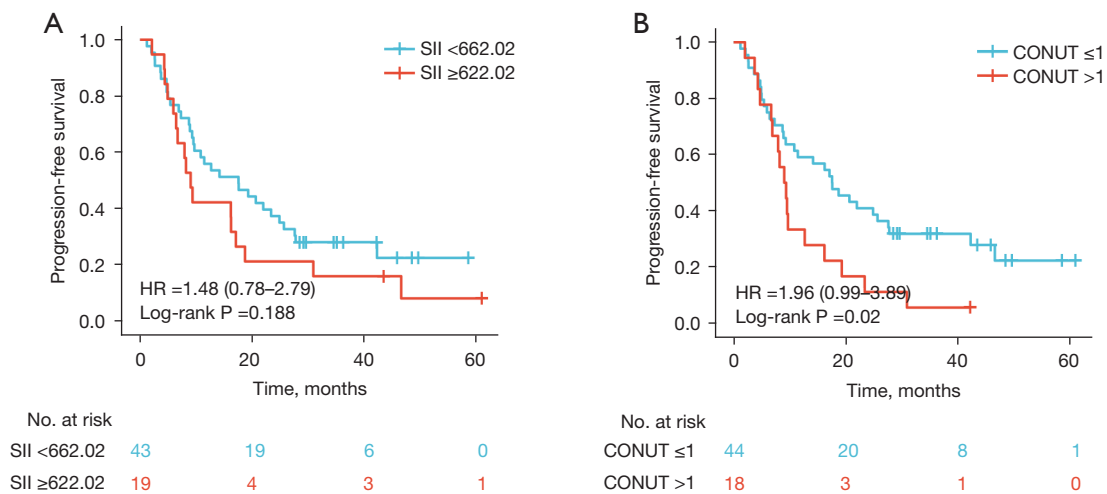 A
Progression-free survival
1.0
0.8
0.6
0.4
0.2
0.0
SII <662.02
SII ≥622.02
HR =1.48 (0.78–2.79)
Log-rank P =0.188
0 20 40 60
Time, months
No. at risk
SII <662.02 43 19 6 0
SII ≥622.02 19 4 3 1
B
Progression-free survival
1.0
0.8
0.6
0.4
0.2
0.0
CONUT ≤1
CONUT >1
HR =1.96 (0.99–3.89)
Log-rank P =0.02
0 20 40 60
Time, months
No. at risk
CONUT ≤1 44 20 8 1
CONUT >1 18 3 1 0